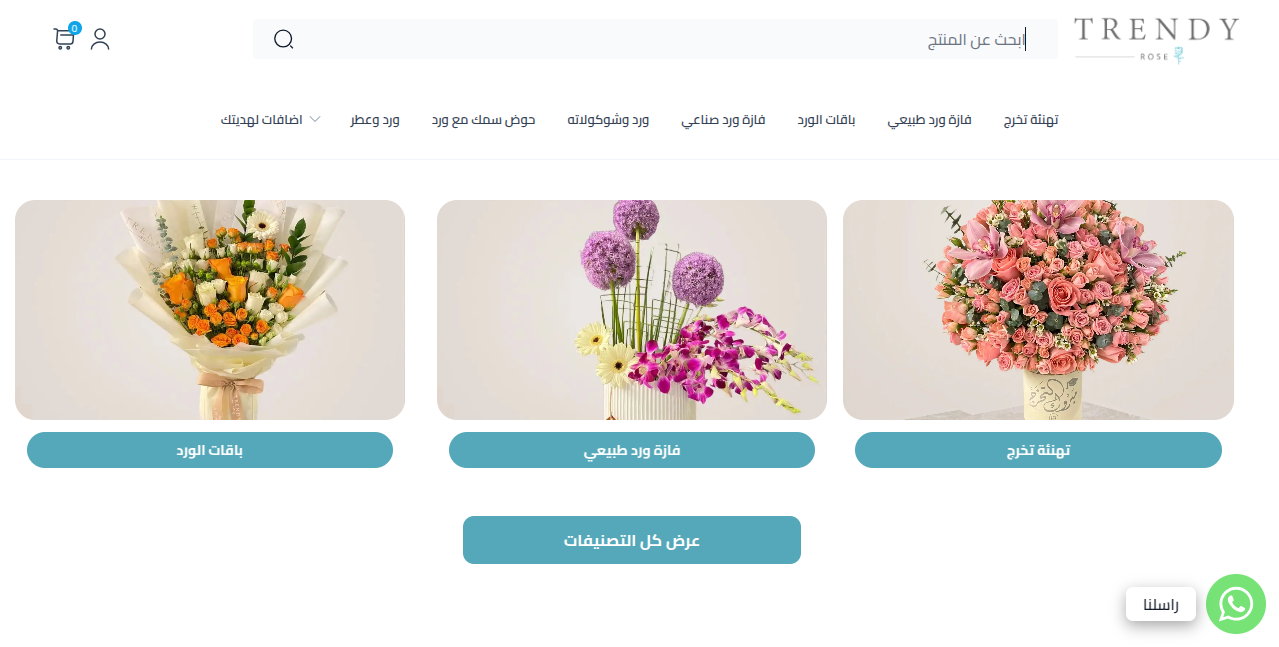 TRENDY
ROSE
ابحث عن المنتج
0
تهنئة تخرج
فازة ورد طبيعي
باقات الورد
فازة ورد صناعي
ورد وشوكولاته
حوض سمك مع ورد
ورد وعطر
اضافات لهديتك
تهنئة تخرج
فازة ورد طبيعي
باقات الورد
عرض كل التصنيفات
راسلنا